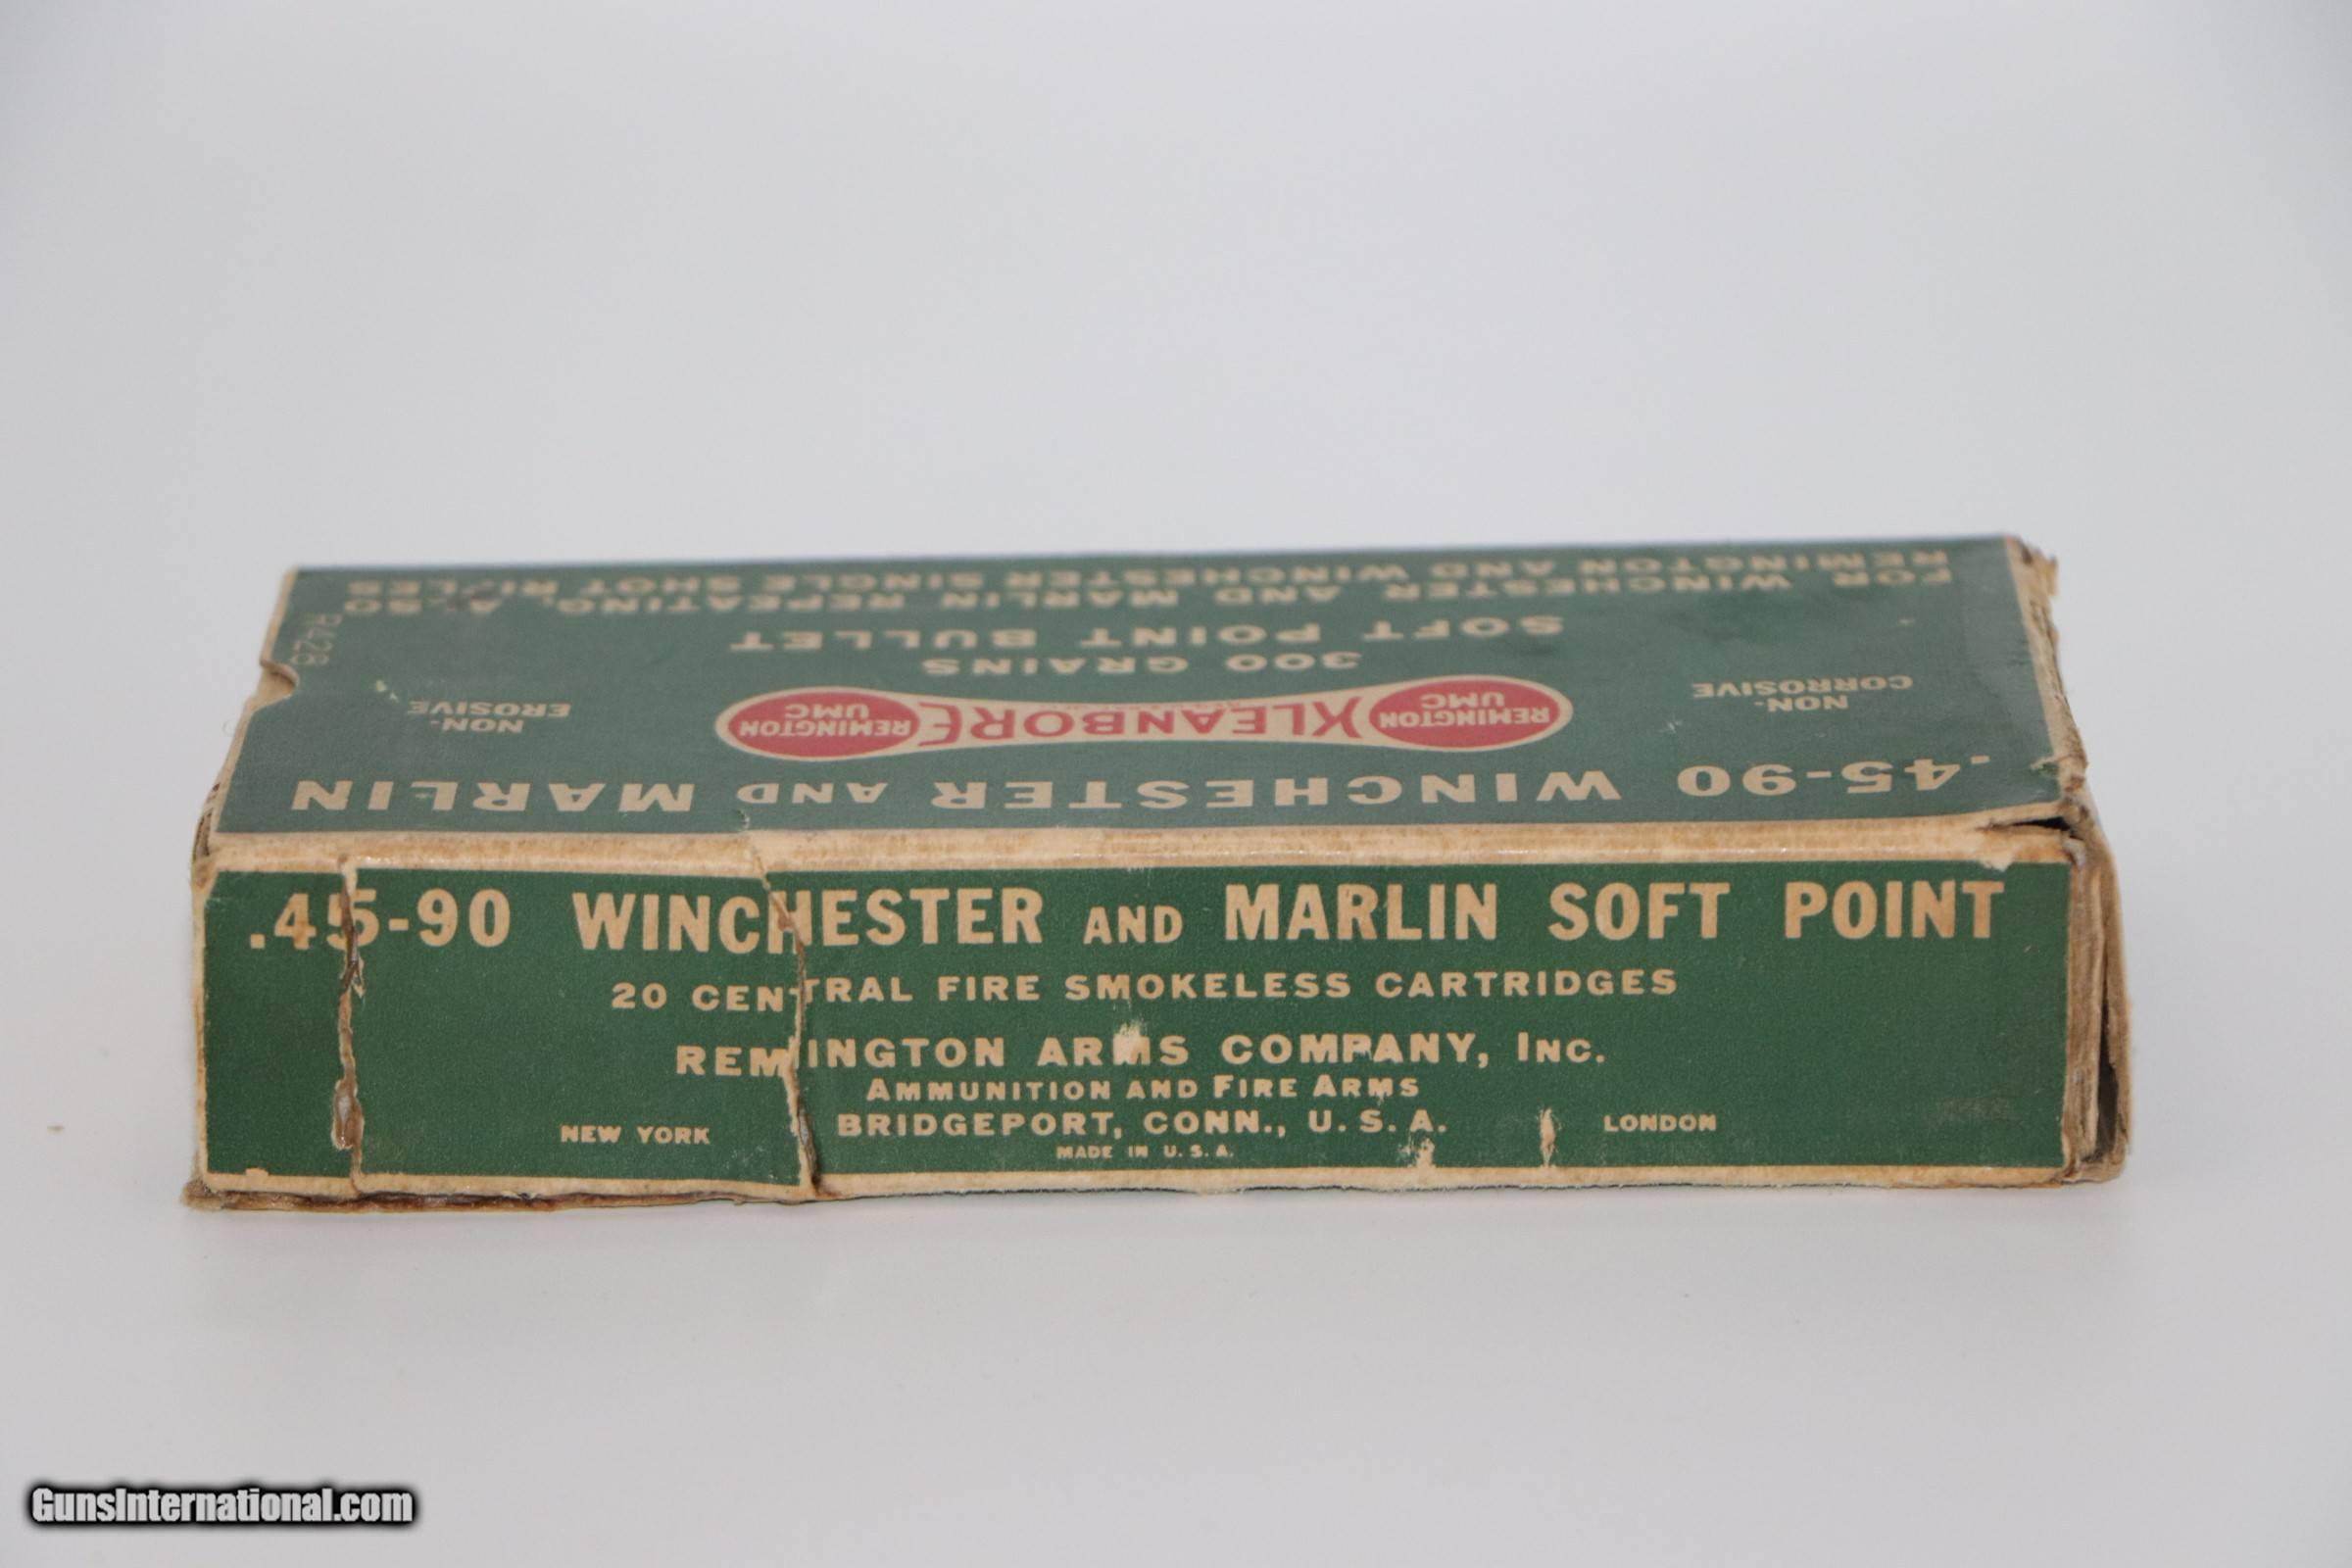 FOR WINCHESTER AND MARLIN REPEATING, ALSO
REMINGTON AND WINCHESTER SINGLE SHOT RIFLES
SOFT POINT BULLET
300 GRAINS
R428
NON-
CORROSIVE
REMINGTON
UMC
KLEANBORE
REMINGTON
UMC
NON-
EROSIVE
.45-90 WINCHESTER AND MARLIN
.45-90 WINCHESTER AND MARLIN SOFT POINT
20 CENTRAL FIRE SMOKELESS CARTRIDGES
REMINGTON ARMS COMPANY, INC.
AMMUNITION AND FIRE ARMS
NEW YORK BRIDGEPORT, CONN., U. S. A. LONDON
MADE IN U. S. A.
GunsInternational.com